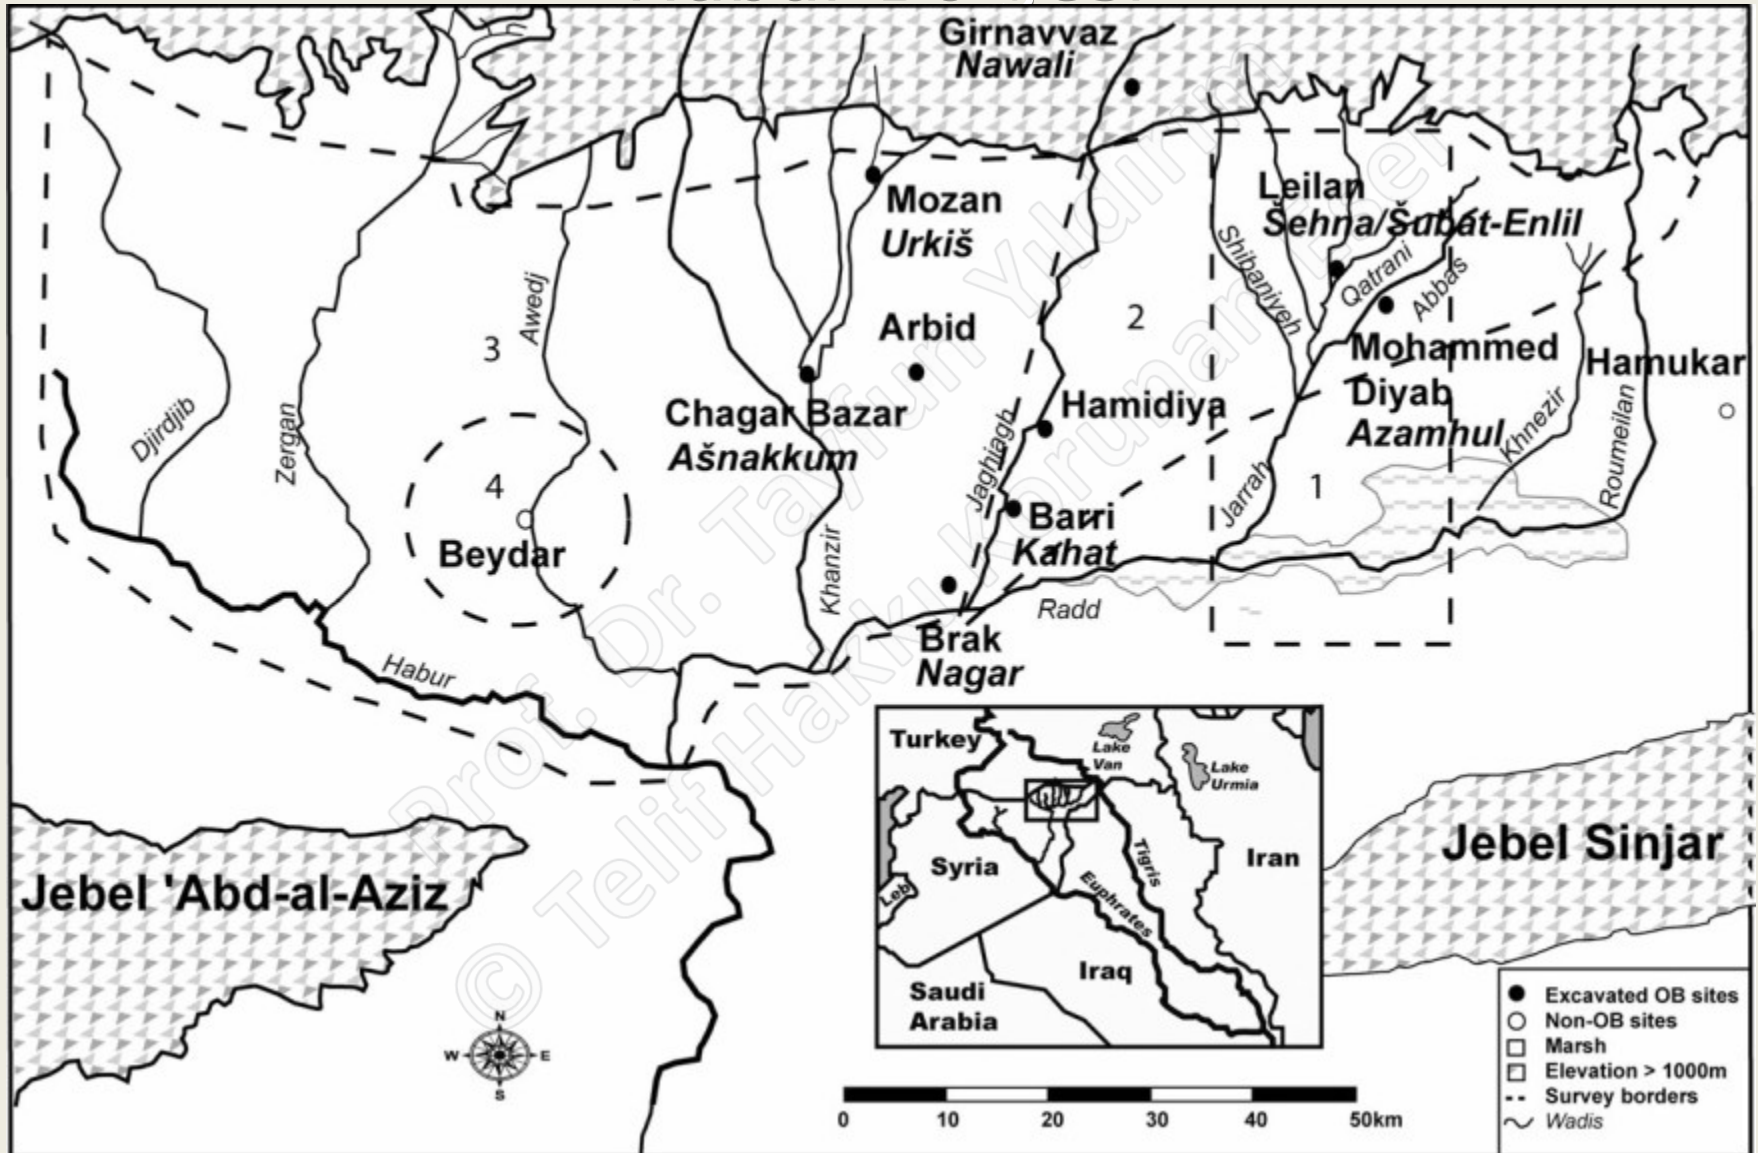 Girnavvaz
Nawali
Mozan
Urkiš
Leilan
Šehna/Šubat-Enlil
Shibaniyeh
Qatrani
Abbas
Awedj
Arbid
2
3
Mohammed
Diyab
Azamhul
Hamukar
Djirdjib
Zergan
Chagar Bazar
Ašnakkum
Hamidiya
Jaghjagh
Khnezir
Roumeilan
4
Beydar
Khanzir
Barri
Kahat
Jarrah
1
Radd
Brak
Nagar
Habur
Jebel 'Abd-al-Aziz
Jebel Sinjar
Turkey
Lake
Van
Lake
Urmia
Syria
Leb
Tigris
Iran
Euphrates
Iraq
Saudi
Arabia
N
W E
S
0 10 20 30 40 50km
Excavated OB sites
Non-OB sites
Marsh
Elevation > 1000m
Survey borders
Wadis
Prof. Dr. Tayfun Yıldırım